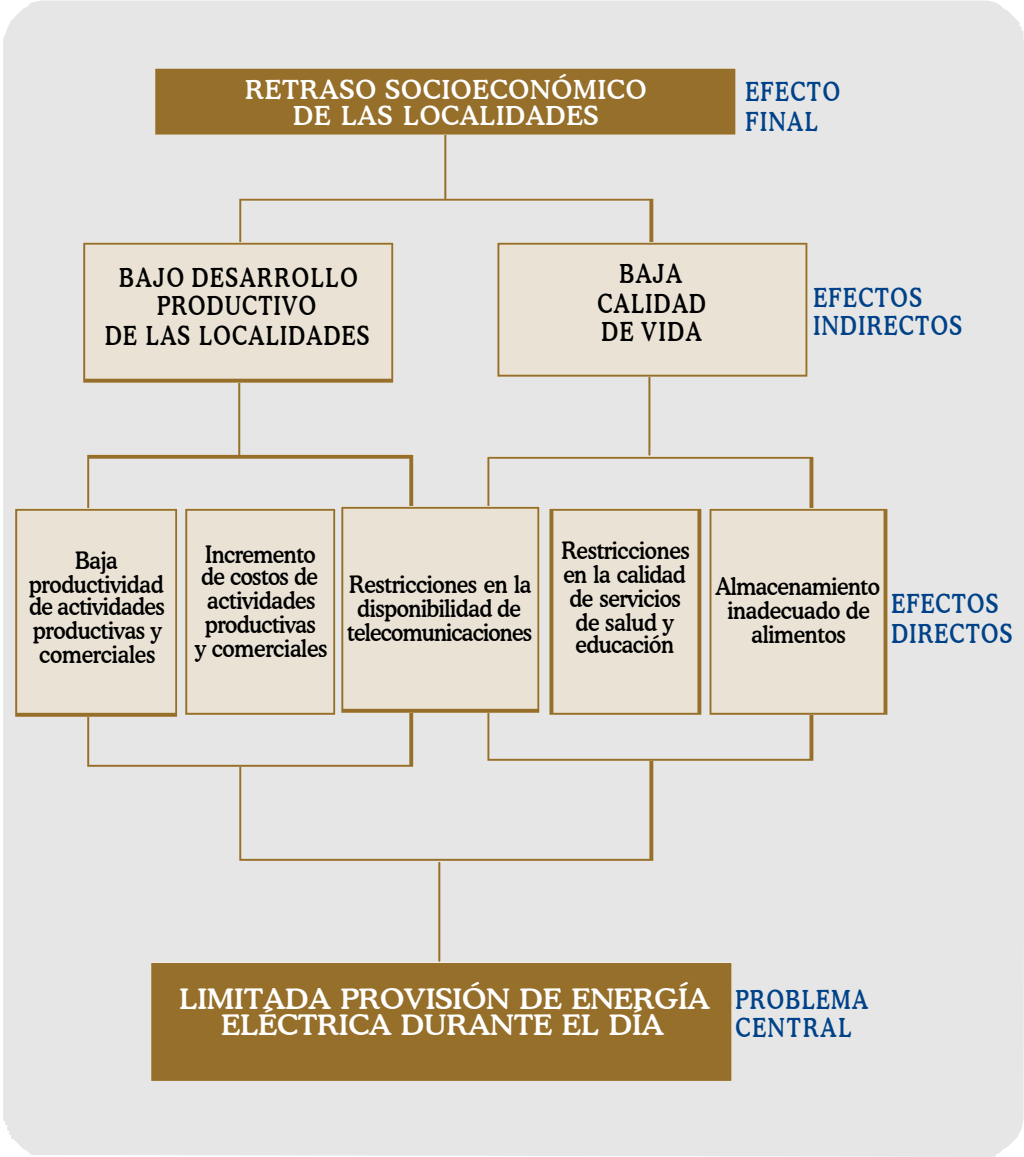 RETRASO SOCIOECONÓMICO
DE LAS LOCALIDADES
EFECTO
FINAL
BAJO DESARROLLO
PRODUCTIVO
DE LAS LOCALIDADES
BAJA
CALIDAD
DE VIDA
EFECTOS
INDIRECTOS
Baja
productividad
de actividades
productivas y
comerciales
Incremento
de costos de
actividades
productivas
y comerciales
Restricciones en la
disponibilidad de
telecomunicaciones
Restricciones
en la calidad
de servicios
de salud y
educación
Almacenamiento
inadecuado de
alimentos
EFECTOS
DIRECTOS
LIMITADA PROVISIÓN DE ENERGÍA
ELÉCTRICA DURANTE EL DÍA
PROBLEMA
CENTRAL